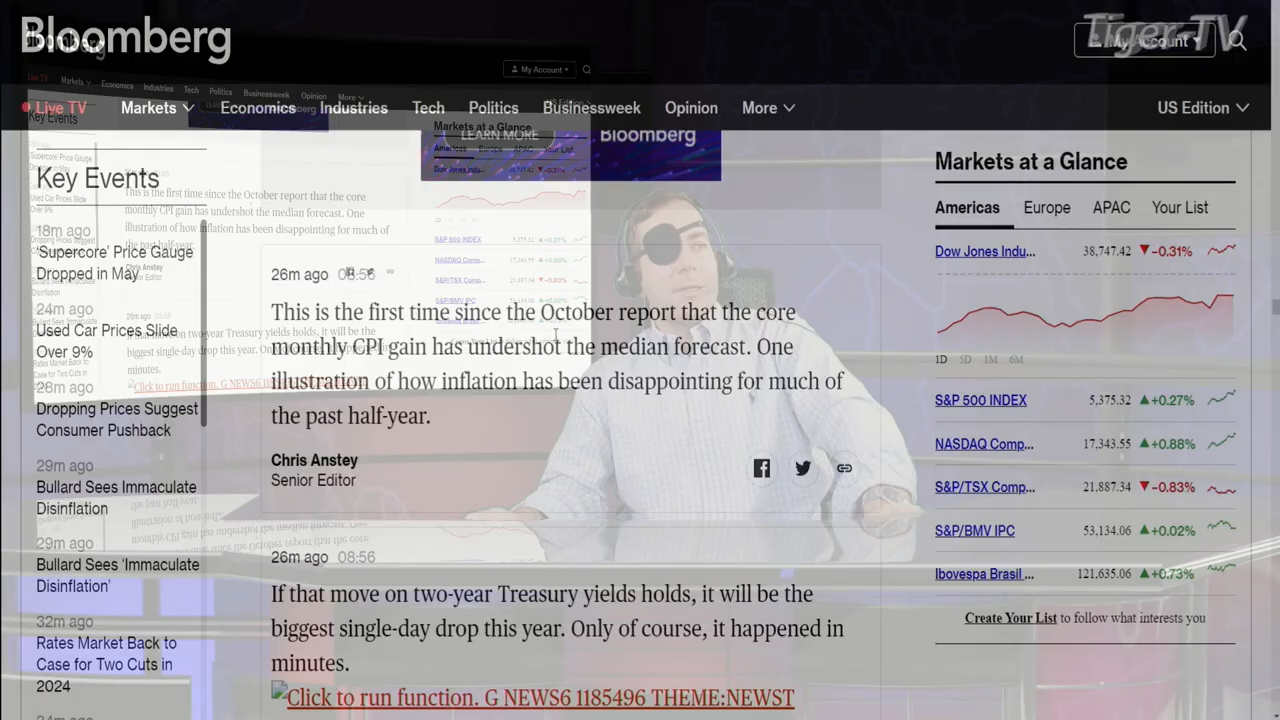 Bloomberg
Tiger-TV
My Account
Live TV
Markets
Economics
Industries
Tech
Politics
Businessweek
Opinion
More
US Edition
Key Events
18m ago
'Supercore' Price Gauge
Dropped in May
24m ago
Used Car Prices Slide
Over 9%
28m ago
Dropping Prices Suggest
Consumer Pushback
29m ago
Bullard Sees Immaculate
Disinflation
29m ago
Bullard Sees 'Immaculate
Disinflation'
32m ago
Rates Market Back to
Case for Two Cuts in
2024
LEARN MORE
Bloomberg
26m ago 08:56
This is the first time since the October report that the core
monthly CPI gain has undershot the median forecast. One
illustration of how inflation has been disappointing for much of
the past half-year.
Chris Anstey
Senior Editor
26m ago 08:56
If that move on two-year Treasury yields holds, it will be the
biggest single-day drop this year. Only of course, it happened in
minutes.
Click to run function. G NEWS6 1185496 THEME:NEWST
Markets at a Glance
Americas Europe APAC Your List
Dow Jones Indu... 38,747.42 ▼-0.31%
1D 5D 1M 6M
S&P 500 INDEX 5,375.32 ▲+0.27%
NASDAQ Comp... 17,343.55 ▲+0.88%
S&P/TSX Comp... 21,887.34 ▼-0.83%
S&P/BMV IPC 53,134.06 ▲+0.02%
Ibovespa Brasil ... 121,635.06 ▲+0.73%
Create Your List to follow what interests you